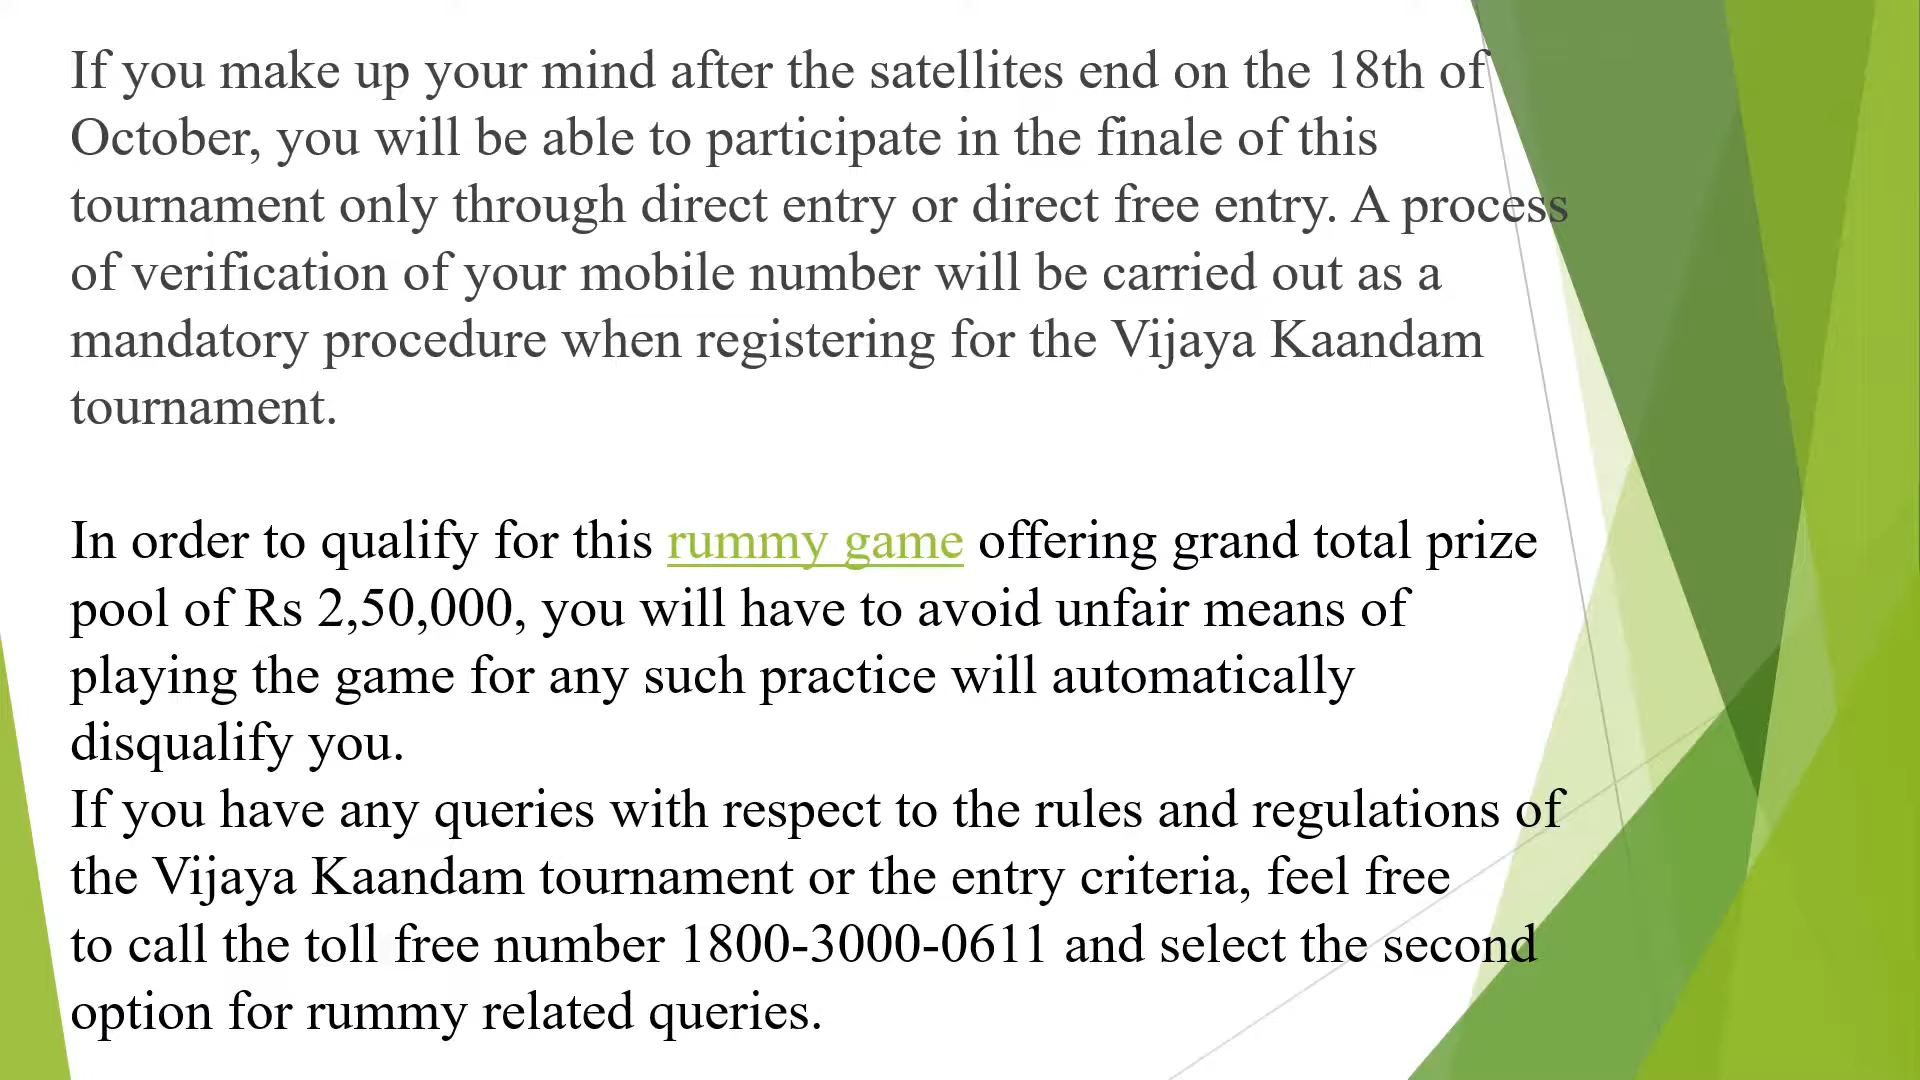 If you make up your mind after the satellites end on the 18th of
October, you will be able to participate in the finale of this
tournament only through direct entry or direct free entry. A process
of verification of your mobile number will be carried out as a
mandatory procedure when registering for the Vijaya Kaandam
tournament.
In order to qualify for this rummy game offering grand total prize
pool of Rs 2,50,000, you will have to avoid unfair means of
playing the game for any such practice will automatically
disqualify you.
If you have any queries with respect to the rules and regulations of
the Vijaya Kaandam tournament or the entry criteria, feel free
to call the toll free number 1800-3000-0611 and select the second
option for rummy related queries.